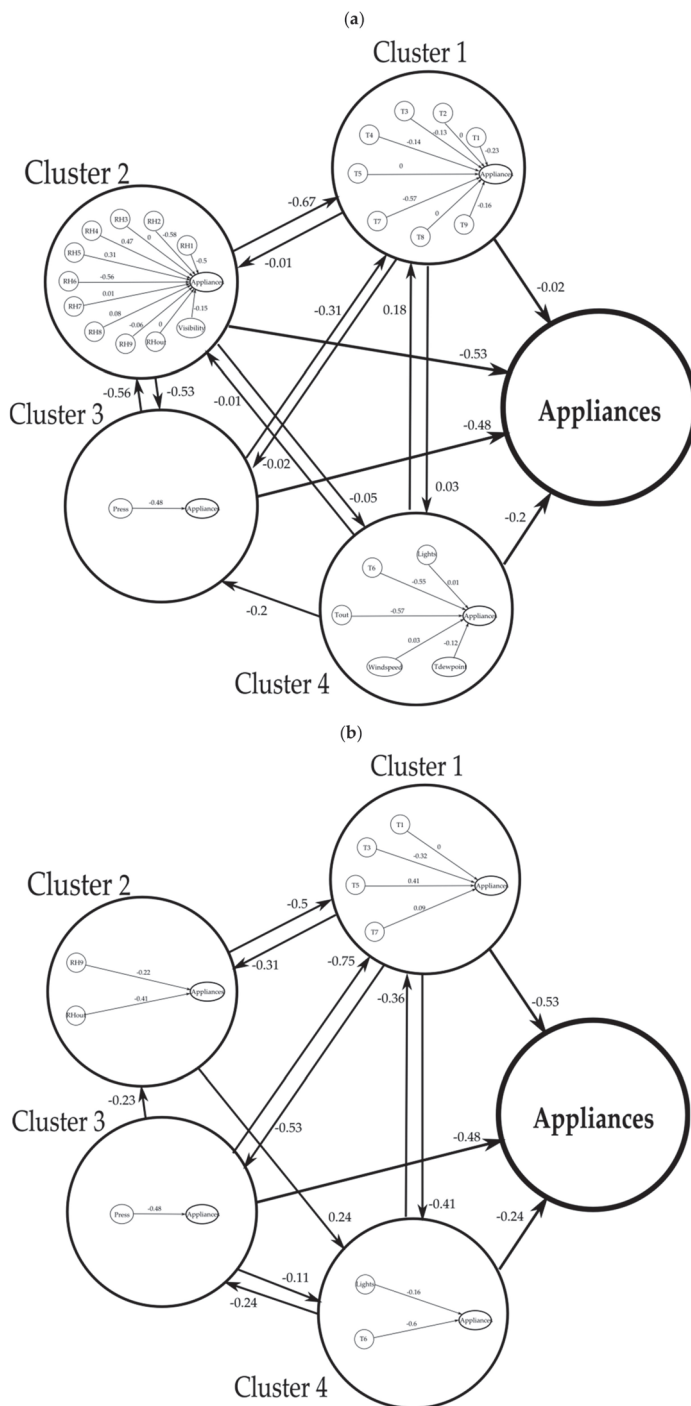 (a)
Cluster 1
T3
T2
-0.13
0
T1
T4
-0.14
-0.23
Appliances
T5
0
-0.57
-0.16
T7
0
T9
T8
Cluster 2
RH3
RH2
RH4
0
-0.58
RH1
0.47
-0.5
RH5
0.31
RH6
-0.56
Appliances
0.01
RH7
0.08
-0.15
RH8
-0.06
0
Visibility
RH9
RHout
-0.67
-0.01
-0.31
0.18
-0.02
-0.53
Appliances
-0.56
-0.53
-0.01
-0.48
Cluster 3
-0.02
-0.05
0.03
-0.2
Press
-0.48
Appliances
-0.2
Lights
T6
-0.55
0.01
Tout
-0.57
Appliances
0.03
-0.12
Windspeed
Tdewpoint
Cluster 4
(b)
Cluster 1
T1
0
T3
-0.32
T5
0.41
Appliances
0.09
T7
Cluster 2
RH9
-0.22
Appliances
-0.41
RHout
-0.5
-0.31
-0.75
-0.36
-0.53
Appliances
-0.23
Cluster 3
-0.53
-0.48
Press
-0.48
Appliances
0.24
-0.41
-0.24
-0.11
-0.24
Lights
-0.16
Appliances
T6
-0.6
Cluster 4